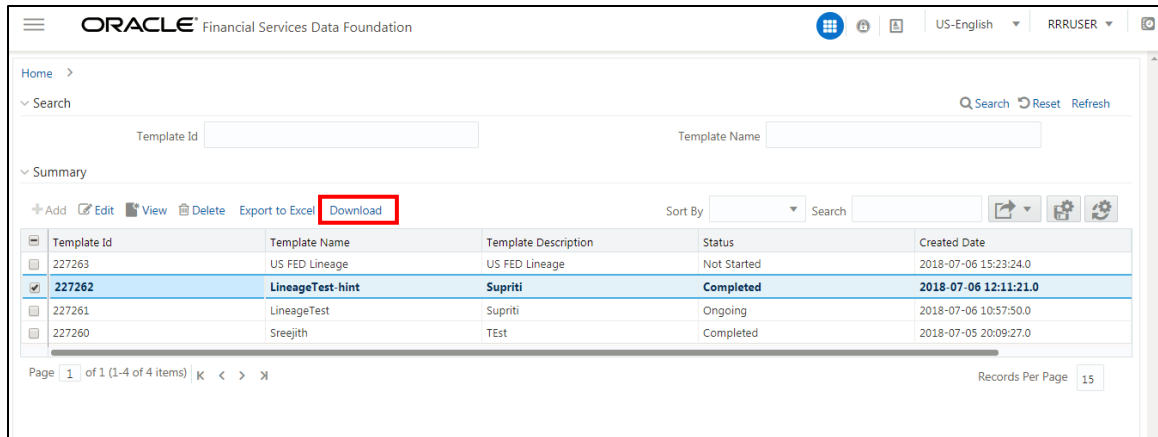 ORACLE® Financial Services Data Foundation US-English RRRUSER
Home >
Search Search Reset Refresh
Template Id Template Name
Summary
Add Edit View Delete Export to Excel Download Sort By Search
Template Id Template Name Template Description Status Created Date
227263 US FED Lineage US FED Lineage Not Started 2018-07-06 15:23:24.0
227262 LineageTest-hint Supriti Completed 2018-07-06 12:11:21.0
227261 LineageTest Supriti Ongoing 2018-07-06 10:57:50.0
227260 Sreejith TEst Completed 2018-07-05 20:09:27.0
Page 1 of 1 (1-4 of 4 items) Records Per Page 15